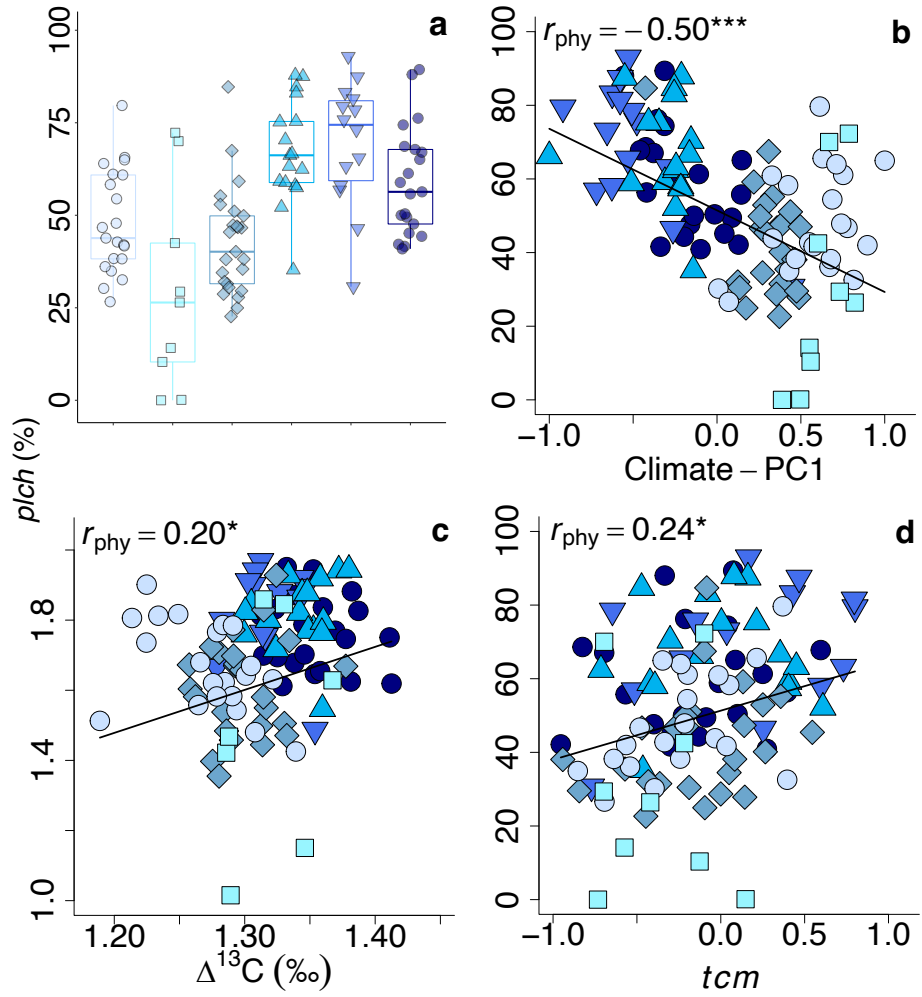 a
100
75
50
25
0
plch (%)
b
r_phy = −0.50***
100
80
60
40
20
0
−1.0 0.0 0.5 1.0
Climate − PC1
c
r_phy = 0.20*
1.8
1.4
1.0
1.20 1.30 1.40
Δ¹³C (‰)
d
r_phy = 0.24*
100
80
60
40
20
0
−1.0 0.0 0.5 1.0
tcm